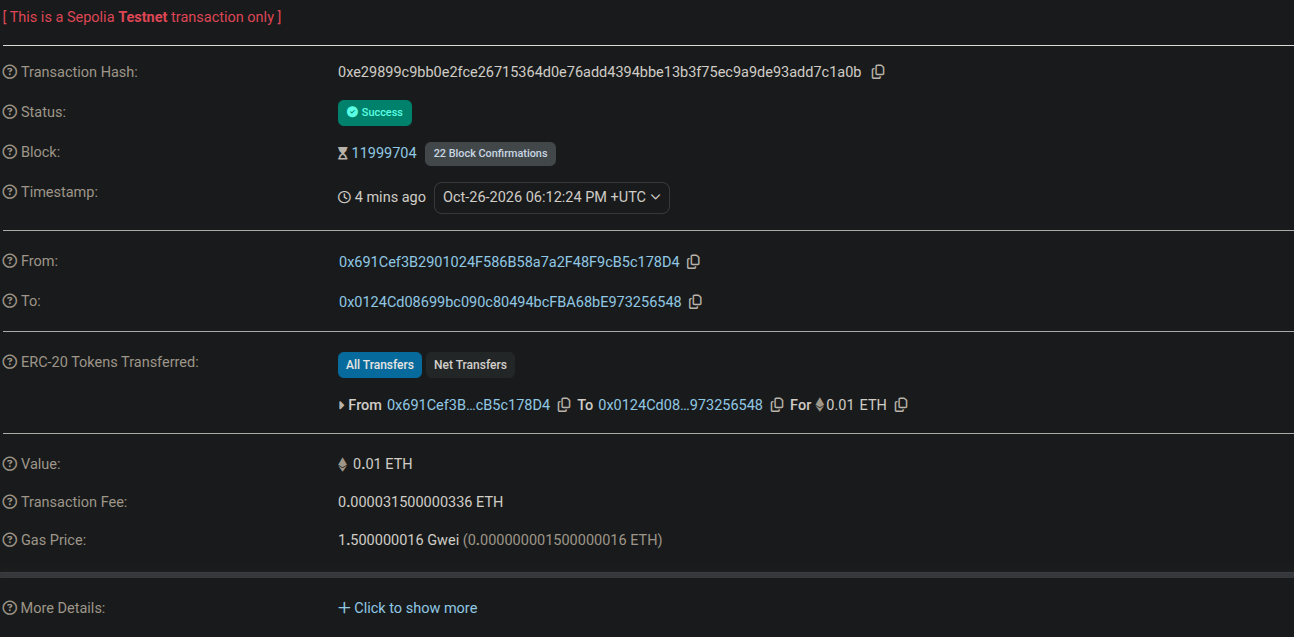 [ This is a Sepolia Testnet transaction only ]
Transaction Hash: 0xe29899c9bb0e2fce26715364d0e76add4394bbe13b3f75ec9a9de93add7c1a0b
Status: Success
Block: 11999704 22 Block Confirmations
Timestamp: 4 mins ago Oct-26-2026 06:12:24 PM +UTC
From: 0x691Cef3B2901024F586B58a7a2F48F9cB5c178D4
To: 0x0124Cd08699bc090c80494bcFBA68bE973256548
ERC-20 Tokens Transferred: All Transfers Net Transfers
From 0x691Cef3B...cB5c178D4 To 0x0124Cd08...973256548 For 0.01 ETH
Value: 0.01 ETH
Transaction Fee: 0.000031500000336 ETH
Gas Price: 1.500000016 Gwei (0.000000001500000016 ETH)
More Details: + Click to show more